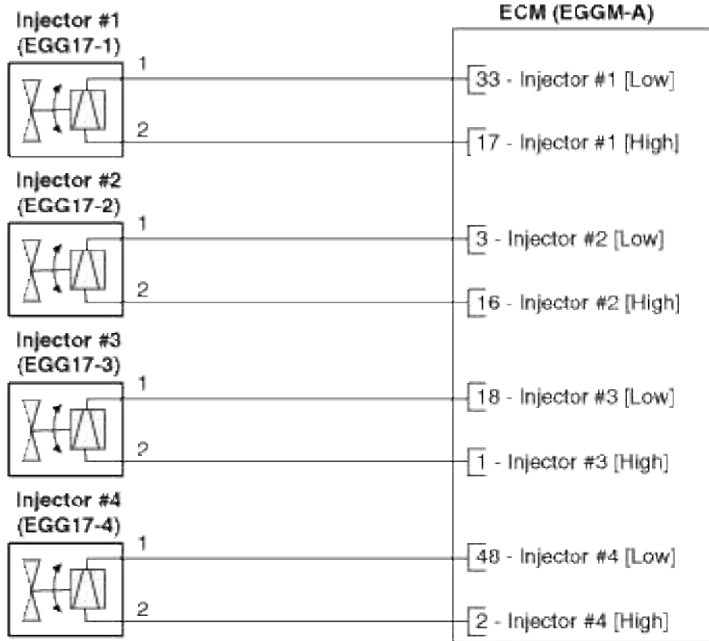 ECM (EGGM-A)
Injector #1
(EGG17-1)
1
33 - Injector #1 [Low]
2
17 - Injector #1 [High]
Injector #2
(EGG17-2)
1
3 - Injector #2 [Low]
2
16 - Injector #2 [High]
Injector #3
(EGG17-3)
1
18 - Injector #3 [Low]
2
1 - Injector #3 [High]
Injector #4
(EGG17-4)
1
48 - Injector #4 [Low]
2
2 - Injector #4 [High]